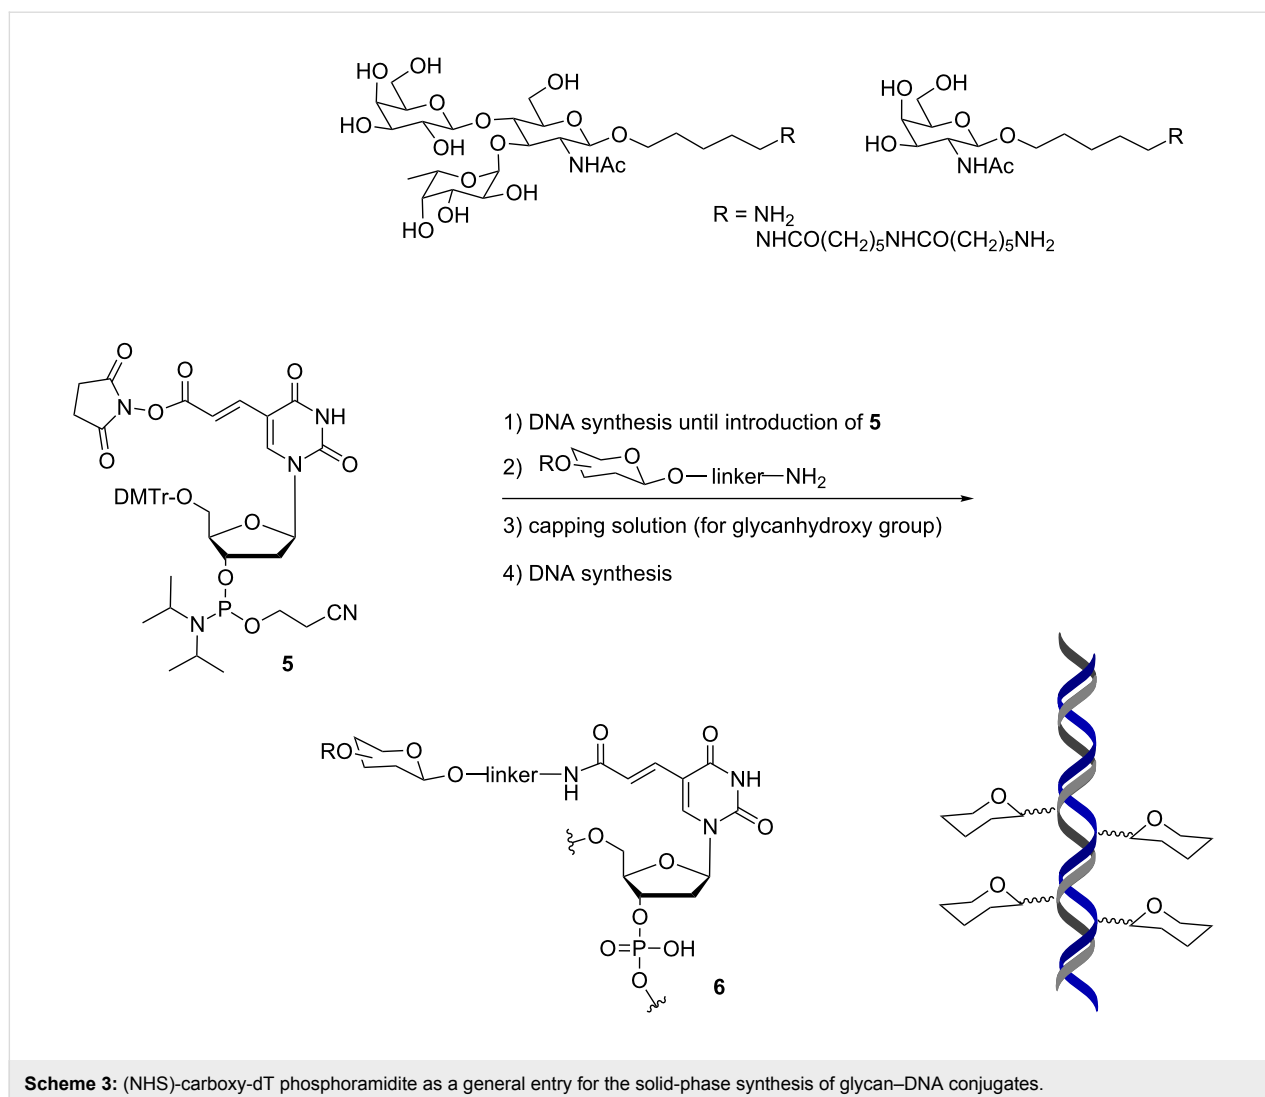 HO
OH
O
HO
OH
O
OH
O
O
NHAc
O
R
O
O
OH
OH
HO
HO
OH
O
HO
O
NHAc
R
R = NH2
NHCO(CH2)5NHCO(CH2)5NH2
O
N
O
O
O
O
NH
O
N
DMTr-O
O
O
P
N
O
CN
5
1) DNA synthesis until introduction of 5
2) RO O O linker NH2
3) capping solution (for glycanhydroxy group)
4) DNA synthesis
RO
O
O
linker
N
H
O
O
NH
O
N
O
O
O
O=P-OH
O
6
O
O
O
O
Scheme 3: (NHS)-carboxy-dT phosphoramidite as a general entry for the solid-phase synthesis of glycan–DNA conjugates.